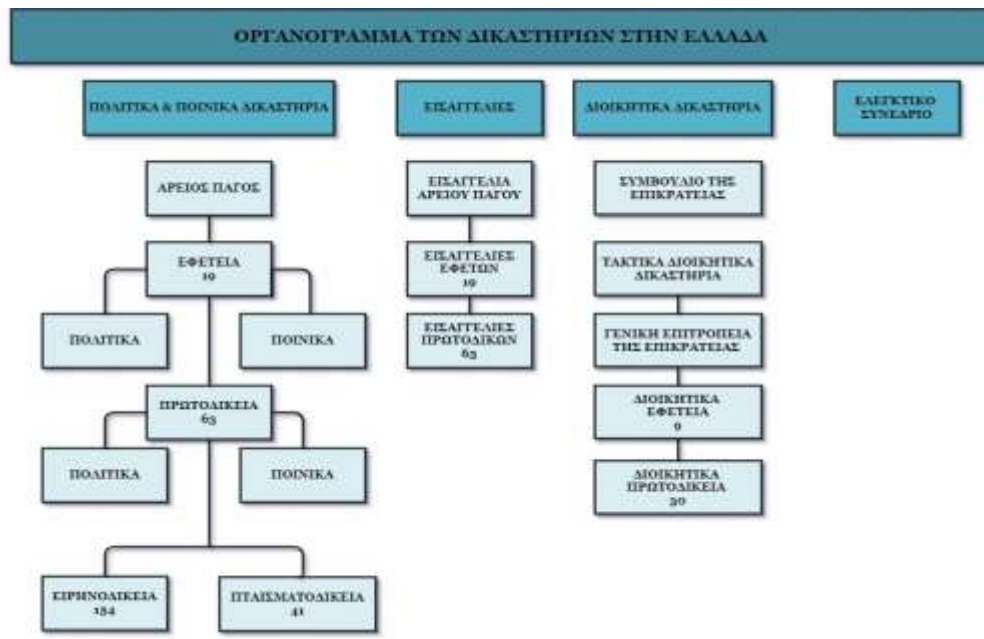 ΟΡΓΑΝΟΓΡΑΜΜΑ ΤΩΝ ΔΙΚΑΣΤΗΡΙΩΝ ΣΤΗΝ ΕΛΛΑΔΑ
ΠΟΛΙΤΙΚΑ & ΠΟΙΝΙΚΑ ΔΙΚΑΣΤΗΡΙΑ
ΑΡΕΙΟΣ ΠΑΓΟΣ
ΕΦΕΤΕΙΑ
19
ΠΟΛΙΤΙΚΑ
ΠΟΙΝΙΚΑ
ΠΡΩΤΟΔΙΚΕΙΑ
63
ΠΟΛΙΤΙΚΑ
ΠΟΙΝΙΚΑ
ΕΙΡΗΝΟΔΙΚΕΙΑ
154
ΠΤΑΙΣΜΑΤΟΔΙΚΕΙΑ
41
ΕΙΣΑΓΓΕΛΙΕΣ
ΕΙΣΑΓΓΕΛΙΑ
ΑΡΕΙΟΥ ΠΑΓΟΥ
ΕΙΣΑΓΓΕΛΙΕΣ
ΕΦΕΤΩΝ
19
ΕΙΣΑΓΓΕΛΙΕΣ
ΠΡΩΤΟΔΙΚΩΝ
63
ΔΙΟΙΚΗΤΙΚΑ ΔΙΚΑΣΤΗΡΙΑ
ΣΥΜΒΟΥΛΙΟ ΤΗΣ
ΕΠΙΚΡΑΤΕΙΑΣ
ΤΑΚΤΙΚΑ ΔΙΟΙΚΗΤΙΚΑ
ΔΙΚΑΣΤΗΡΙΑ
ΓΕΝΙΚΗ ΕΠΙΤΡΟΠΕΙΑ
ΤΗΣ ΕΠΙΚΡΑΤΕΙΑΣ
ΔΙΟΙΚΗΤΙΚΑ
ΕΦΕΤΕΙΑ
9
ΔΙΟΙΚΗΤΙΚΑ
ΠΡΩΤΟΔΙΚΕΙΑ
30
ΕΛΕΓΚΤΙΚΟ
ΣΥΝΕΔΡΙΟ